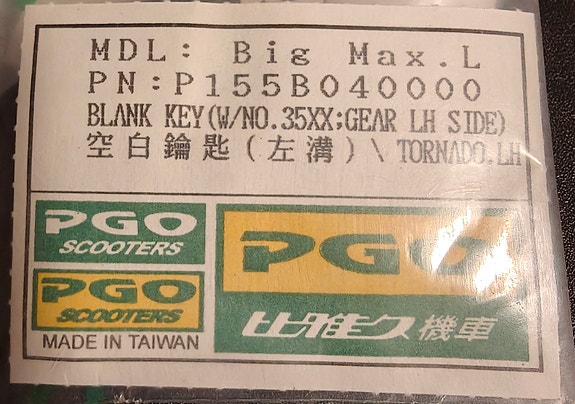 MDL: Big Max.L
PN:P155B040000
BLANK KEY(W/NO.35XX;GEAR LH SIDE)
空白鑰匙(左溝)\ TORNADO.LH
PGO
SCOOTERS
PGO
SCOOTERS
MADE IN TAIWAN
PGO
比雅久機車